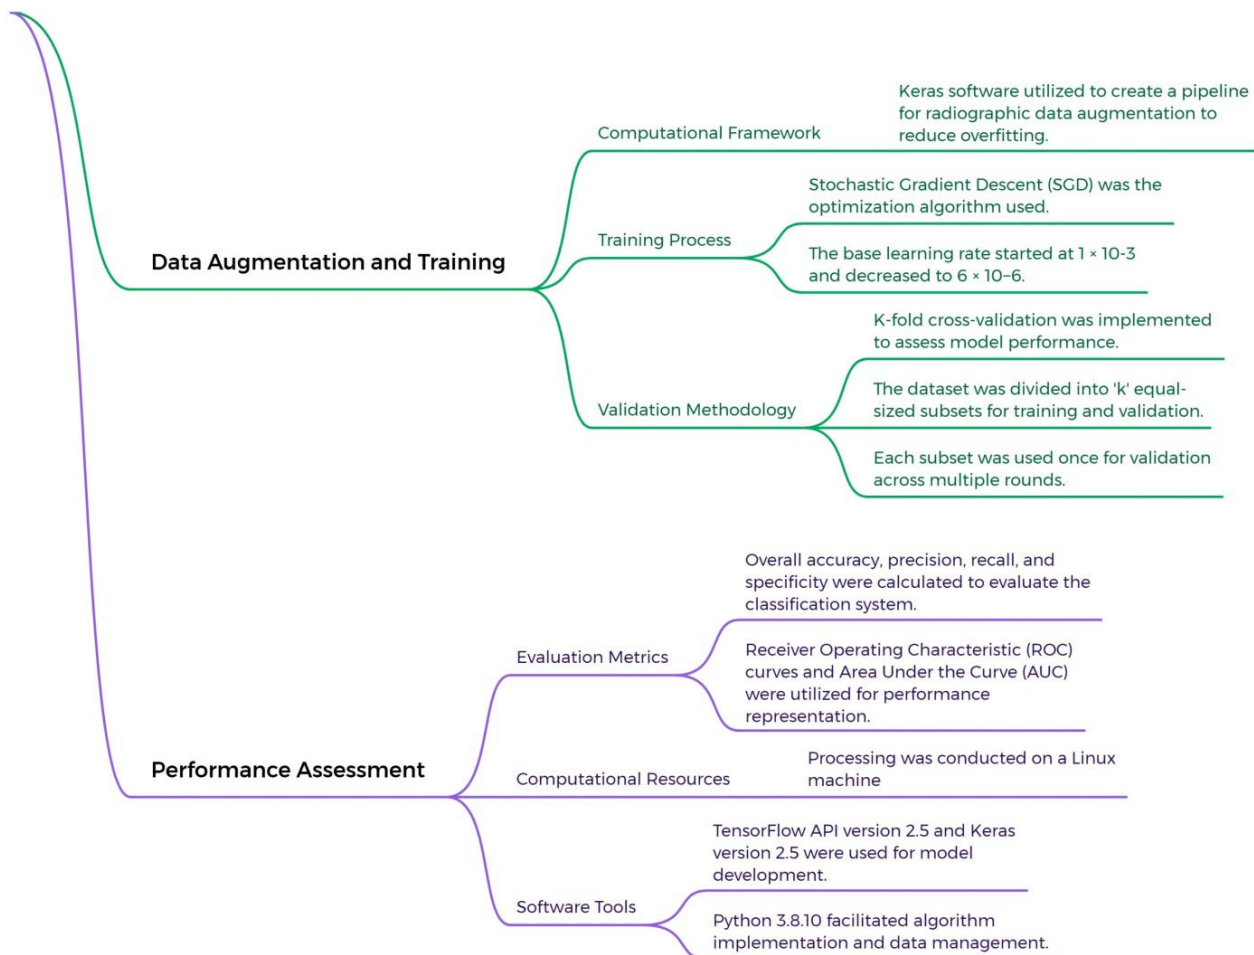 Data Augmentation and Training
Computational Framework
Keras software utilized to create a pipeline
for radiographic data augmentation to
reduce overfitting.
Training Process
Stochastic Gradient Descent (SGD) was the
optimization algorithm used.
The base learning rate started at 1 × 10-3
and decreased to 6 × 10−6.
Validation Methodology
K-fold cross-validation was implemented
to assess model performance.
The dataset was divided into 'k' equal-
sized subsets for training and validation.
Each subset was used once for validation
across multiple rounds.
Performance Assessment
Evaluation Metrics
Overall accuracy, precision, recall, and
specificity were calculated to evaluate the
classification system.
Receiver Operating Characteristic (ROC)
curves and Area Under the Curve (AUC)
were utilized for performance
representation.
Computational Resources
Processing was conducted on a Linux
machine
Software Tools
TensorFlow API version 2.5 and Keras
version 2.5 were used for model
development.
Python 3.8.10 facilitated algorithm
implementation and data management.